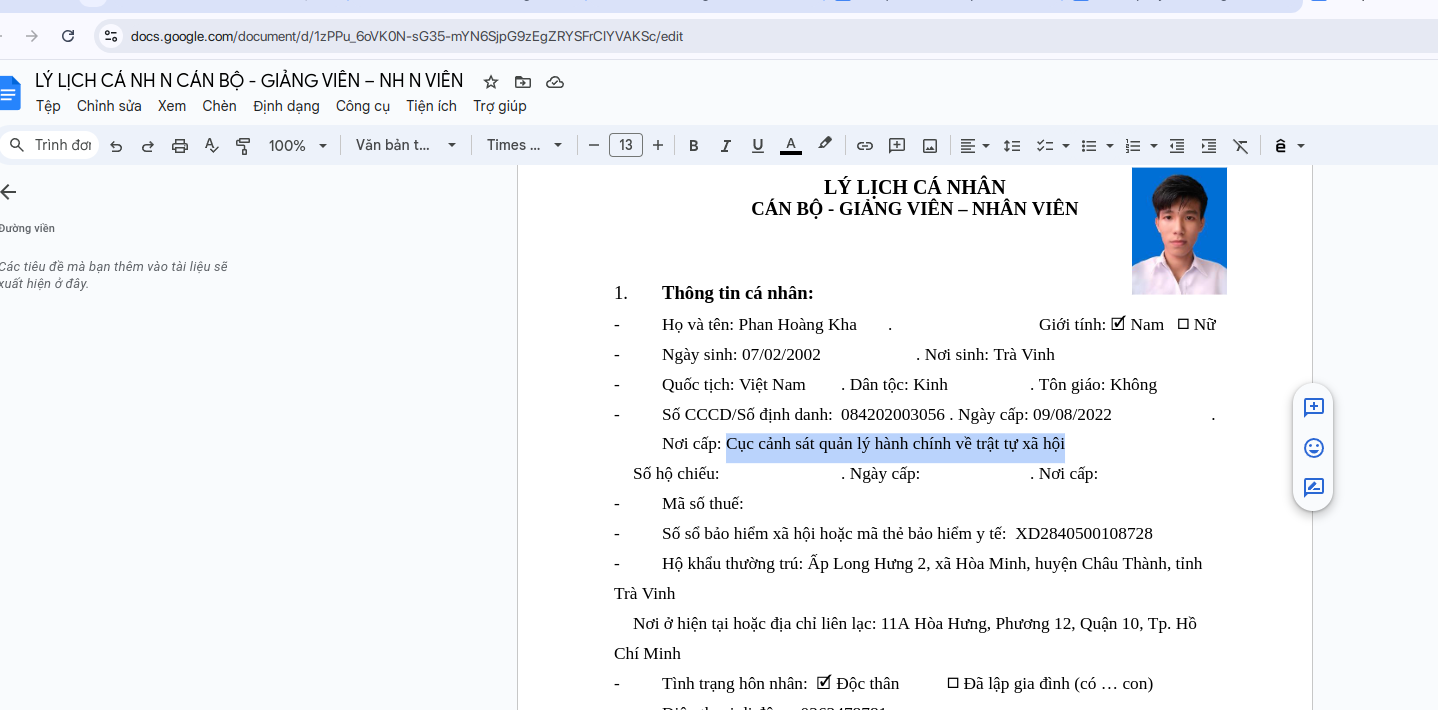 docs.google.com/document/d/1zPPu_6oVK0N-sG35-mYN6SjpG9zEgZRYSFrCIYVAKSc/edit
LÝ LỊCH CÁ NH N CÁN BỘ - GIẢNG VIÊN – NH N VIÊN
Tệp Chỉnh sửa Xem Chèn Định dạng Công cụ Tiện ích Trợ giúp
Trình đơn 100% Văn bản t... Times ... 13 B I U A ê
Đường viền
Các tiêu đề mà bạn thêm vào tài liệu sẽ
xuất hiện ở đây.
LÝ LỊCH CÁ NHÂN
CÁN BỘ - GIẢNG VIÊN – NHÂN VIÊN
1. Thông tin cá nhân:
- Họ và tên: Phan Hoàng Kha . Giới tính: ☑ Nam ☐ Nữ
- Ngày sinh: 07/02/2002 . Nơi sinh: Trà Vinh
- Quốc tịch: Việt Nam . Dân tộc: Kinh . Tôn giáo: Không
- Số CCCD/Số định danh: 084202003056 . Ngày cấp: 09/08/2022 .
Nơi cấp: Cục cảnh sát quản lý hành chính về trật tự xã hội
Số hộ chiếu: . Ngày cấp: . Nơi cấp:
- Mã số thuế:
- Số sổ bảo hiểm xã hội hoặc mã thẻ bảo hiểm y tế: XD2840500108728
- Hộ khẩu thường trú: Ấp Long Hưng 2, xã Hòa Minh, huyện Châu Thành, tỉnh
Trà Vinh
Nơi ở hiện tại hoặc địa chỉ liên lạc: 11A Hòa Hưng, Phương 12, Quận 10, Tp. Hồ
Chí Minh
- Tình trạng hôn nhân: ☑ Độc thân ☐ Đã lập gia đình (có … con)